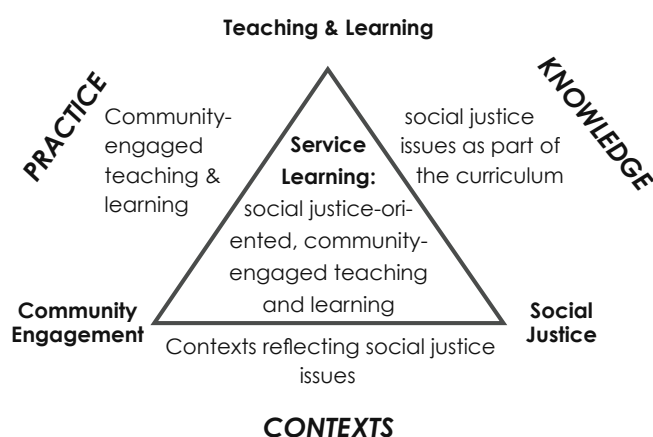 Teaching & Learning
PRACTICE
KNOWLEDGE
Community-
engaged
teaching &
learning
social justice
issues as part of
the curriculum
Service
Learning:
social justice-ori-
ented, community-
engaged teaching
and learning
Community
Engagement
Social
Justice
Contexts reflecting social justice
issues
CONTEXTS